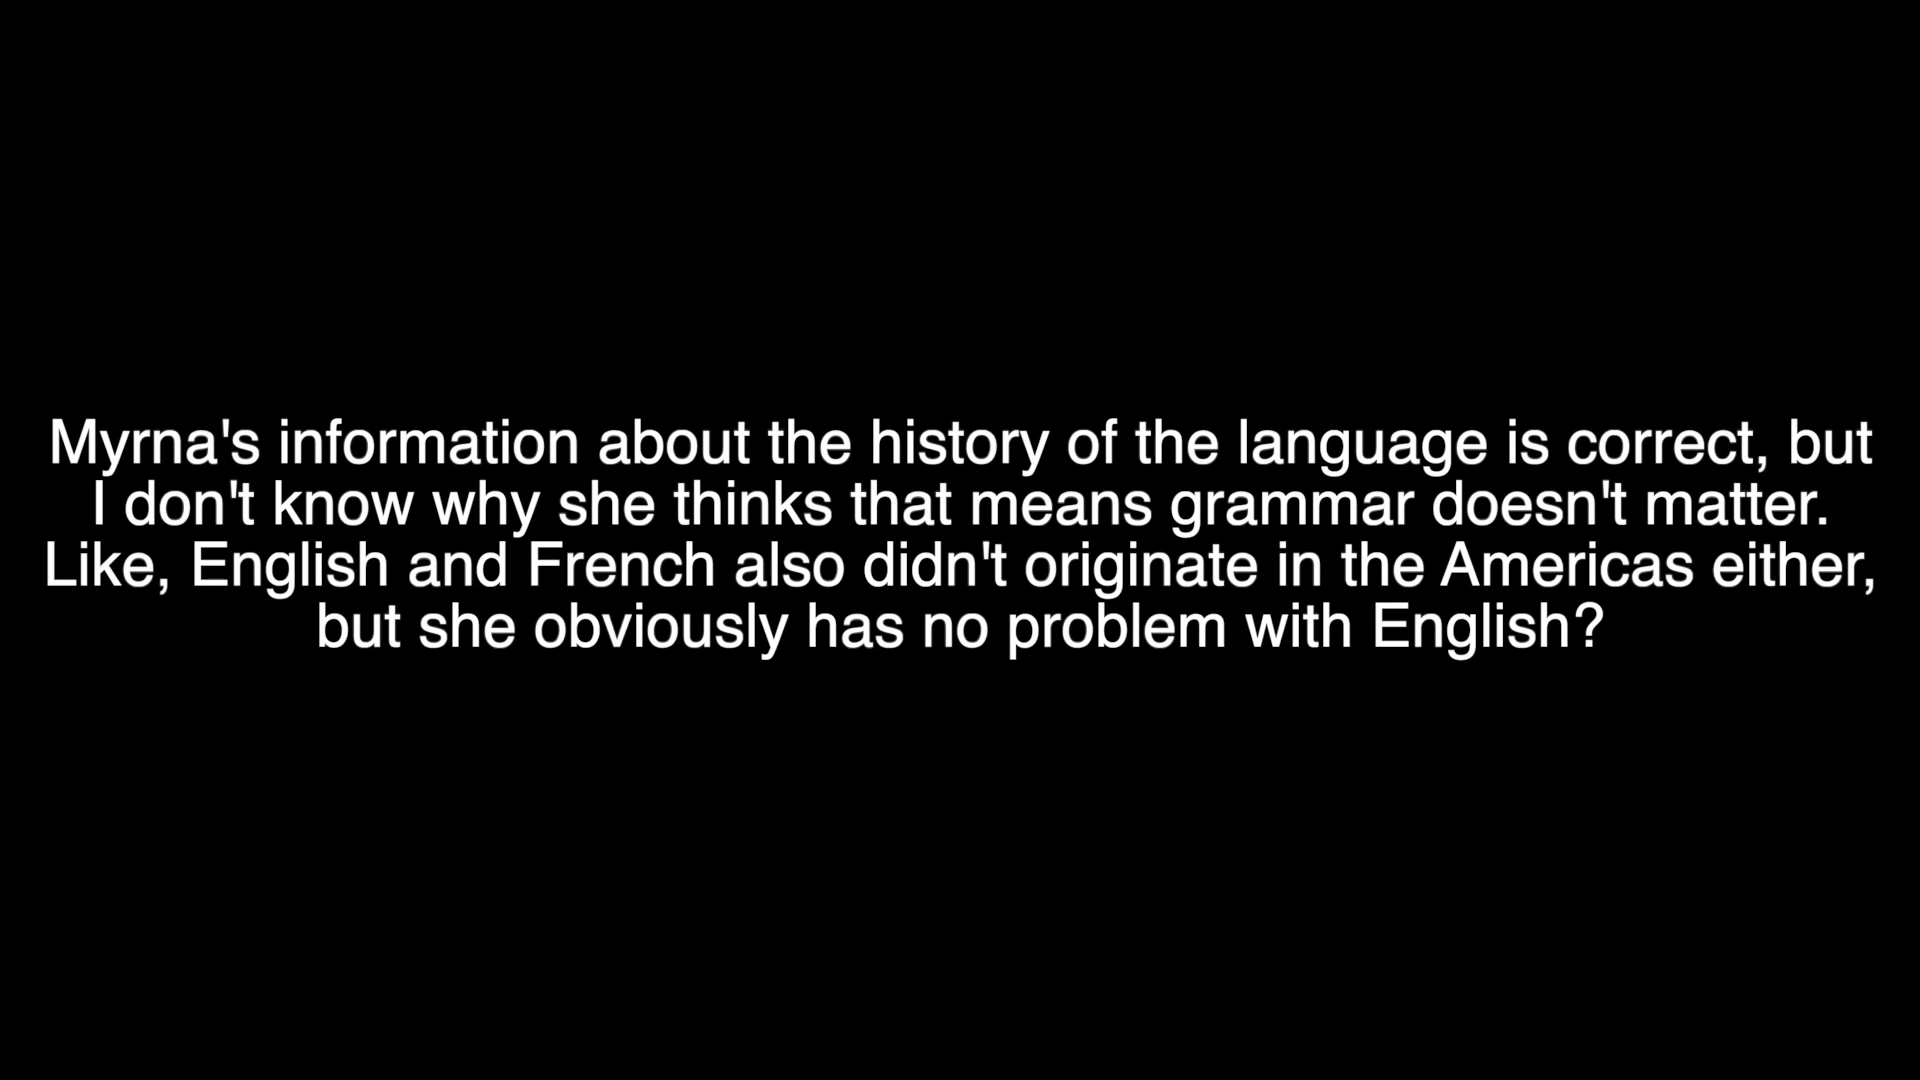 Myrna's information about the history of the language is correct, but
I don't know why she thinks that means grammar doesn't matter.
Like, English and French also didn't originate in the Americas either,
but she obviously has no problem with English?